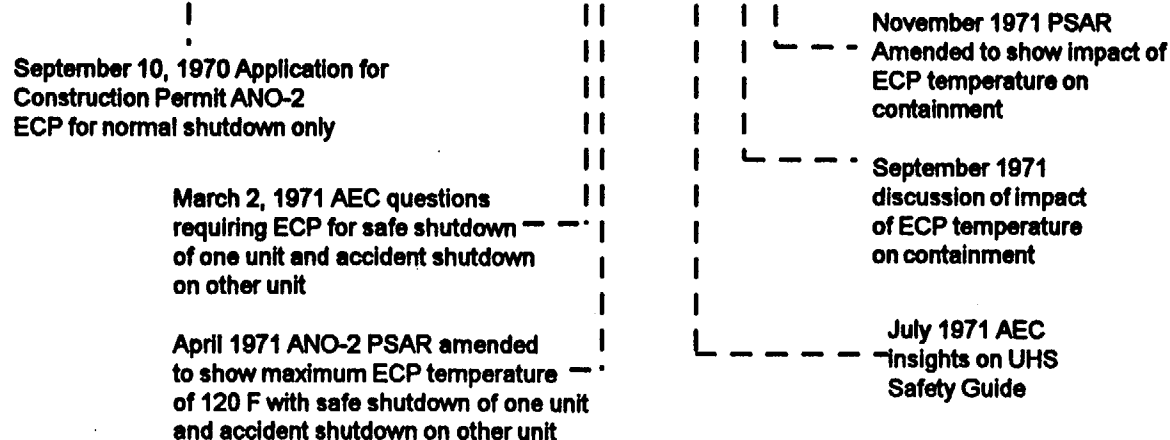 September 10, 1970 Application for
Construction Permit ANO-2
ECP for normal shutdown only
March 2, 1971 AEC questions
requiring ECP for safe shutdown
of one unit and accident shutdown
on other unit
April 1971 ANO-2 PSAR amended
to show maximum ECP temperature
of 120 F with safe shutdown of one unit
and accident shutdown on other unit
November 1971 PSAR
Amended to show impact of
ECP temperature on
containment
September 1971
discussion of impact
of ECP temperature
on containment
July 1971 AEC
insights on UHS
Safety Guide